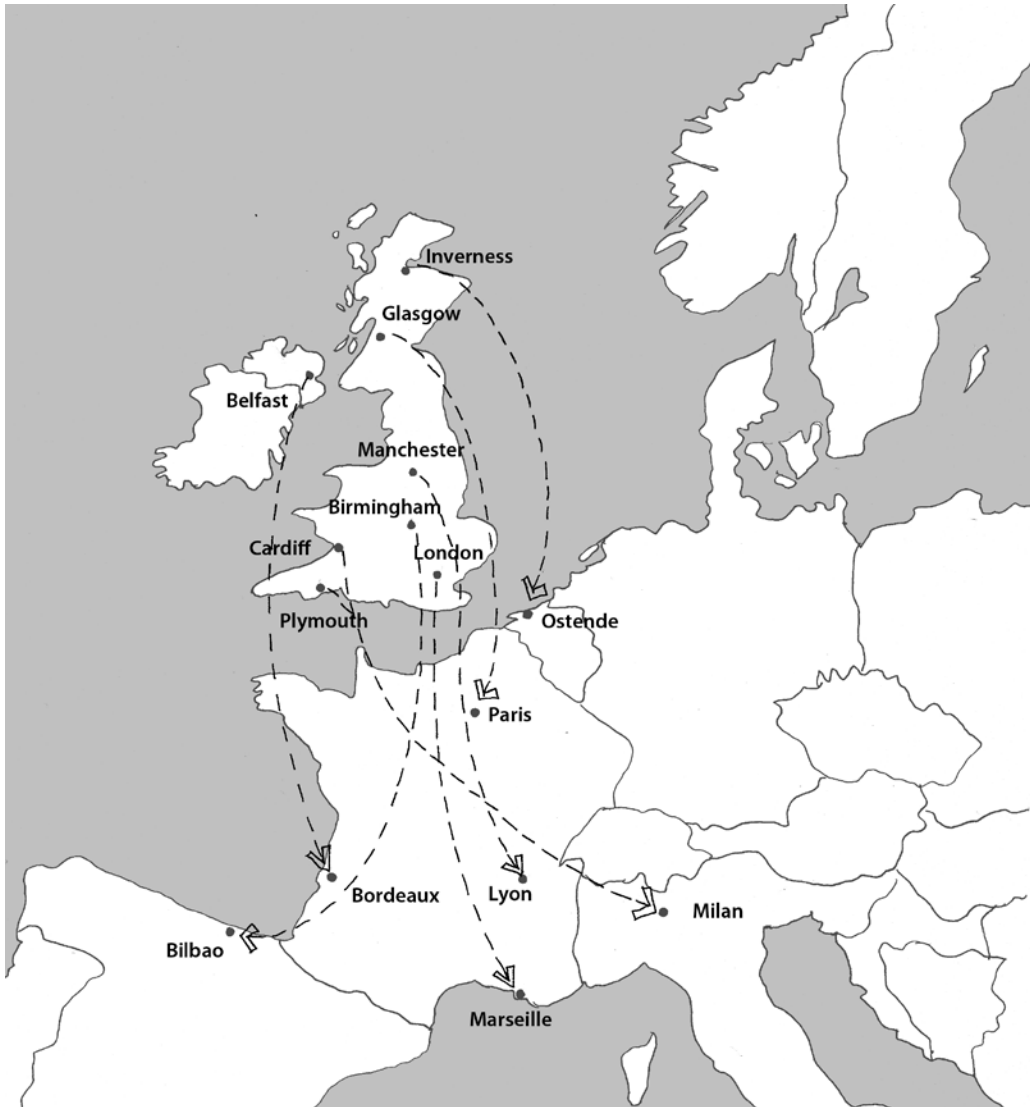 Inverness
Glasgow
Belfast
Manchester
Birmingham
Cardiff
London
Plymouth
Ostende
Paris
Bordeaux
Lyon
Milan
Bilbao
Marseille